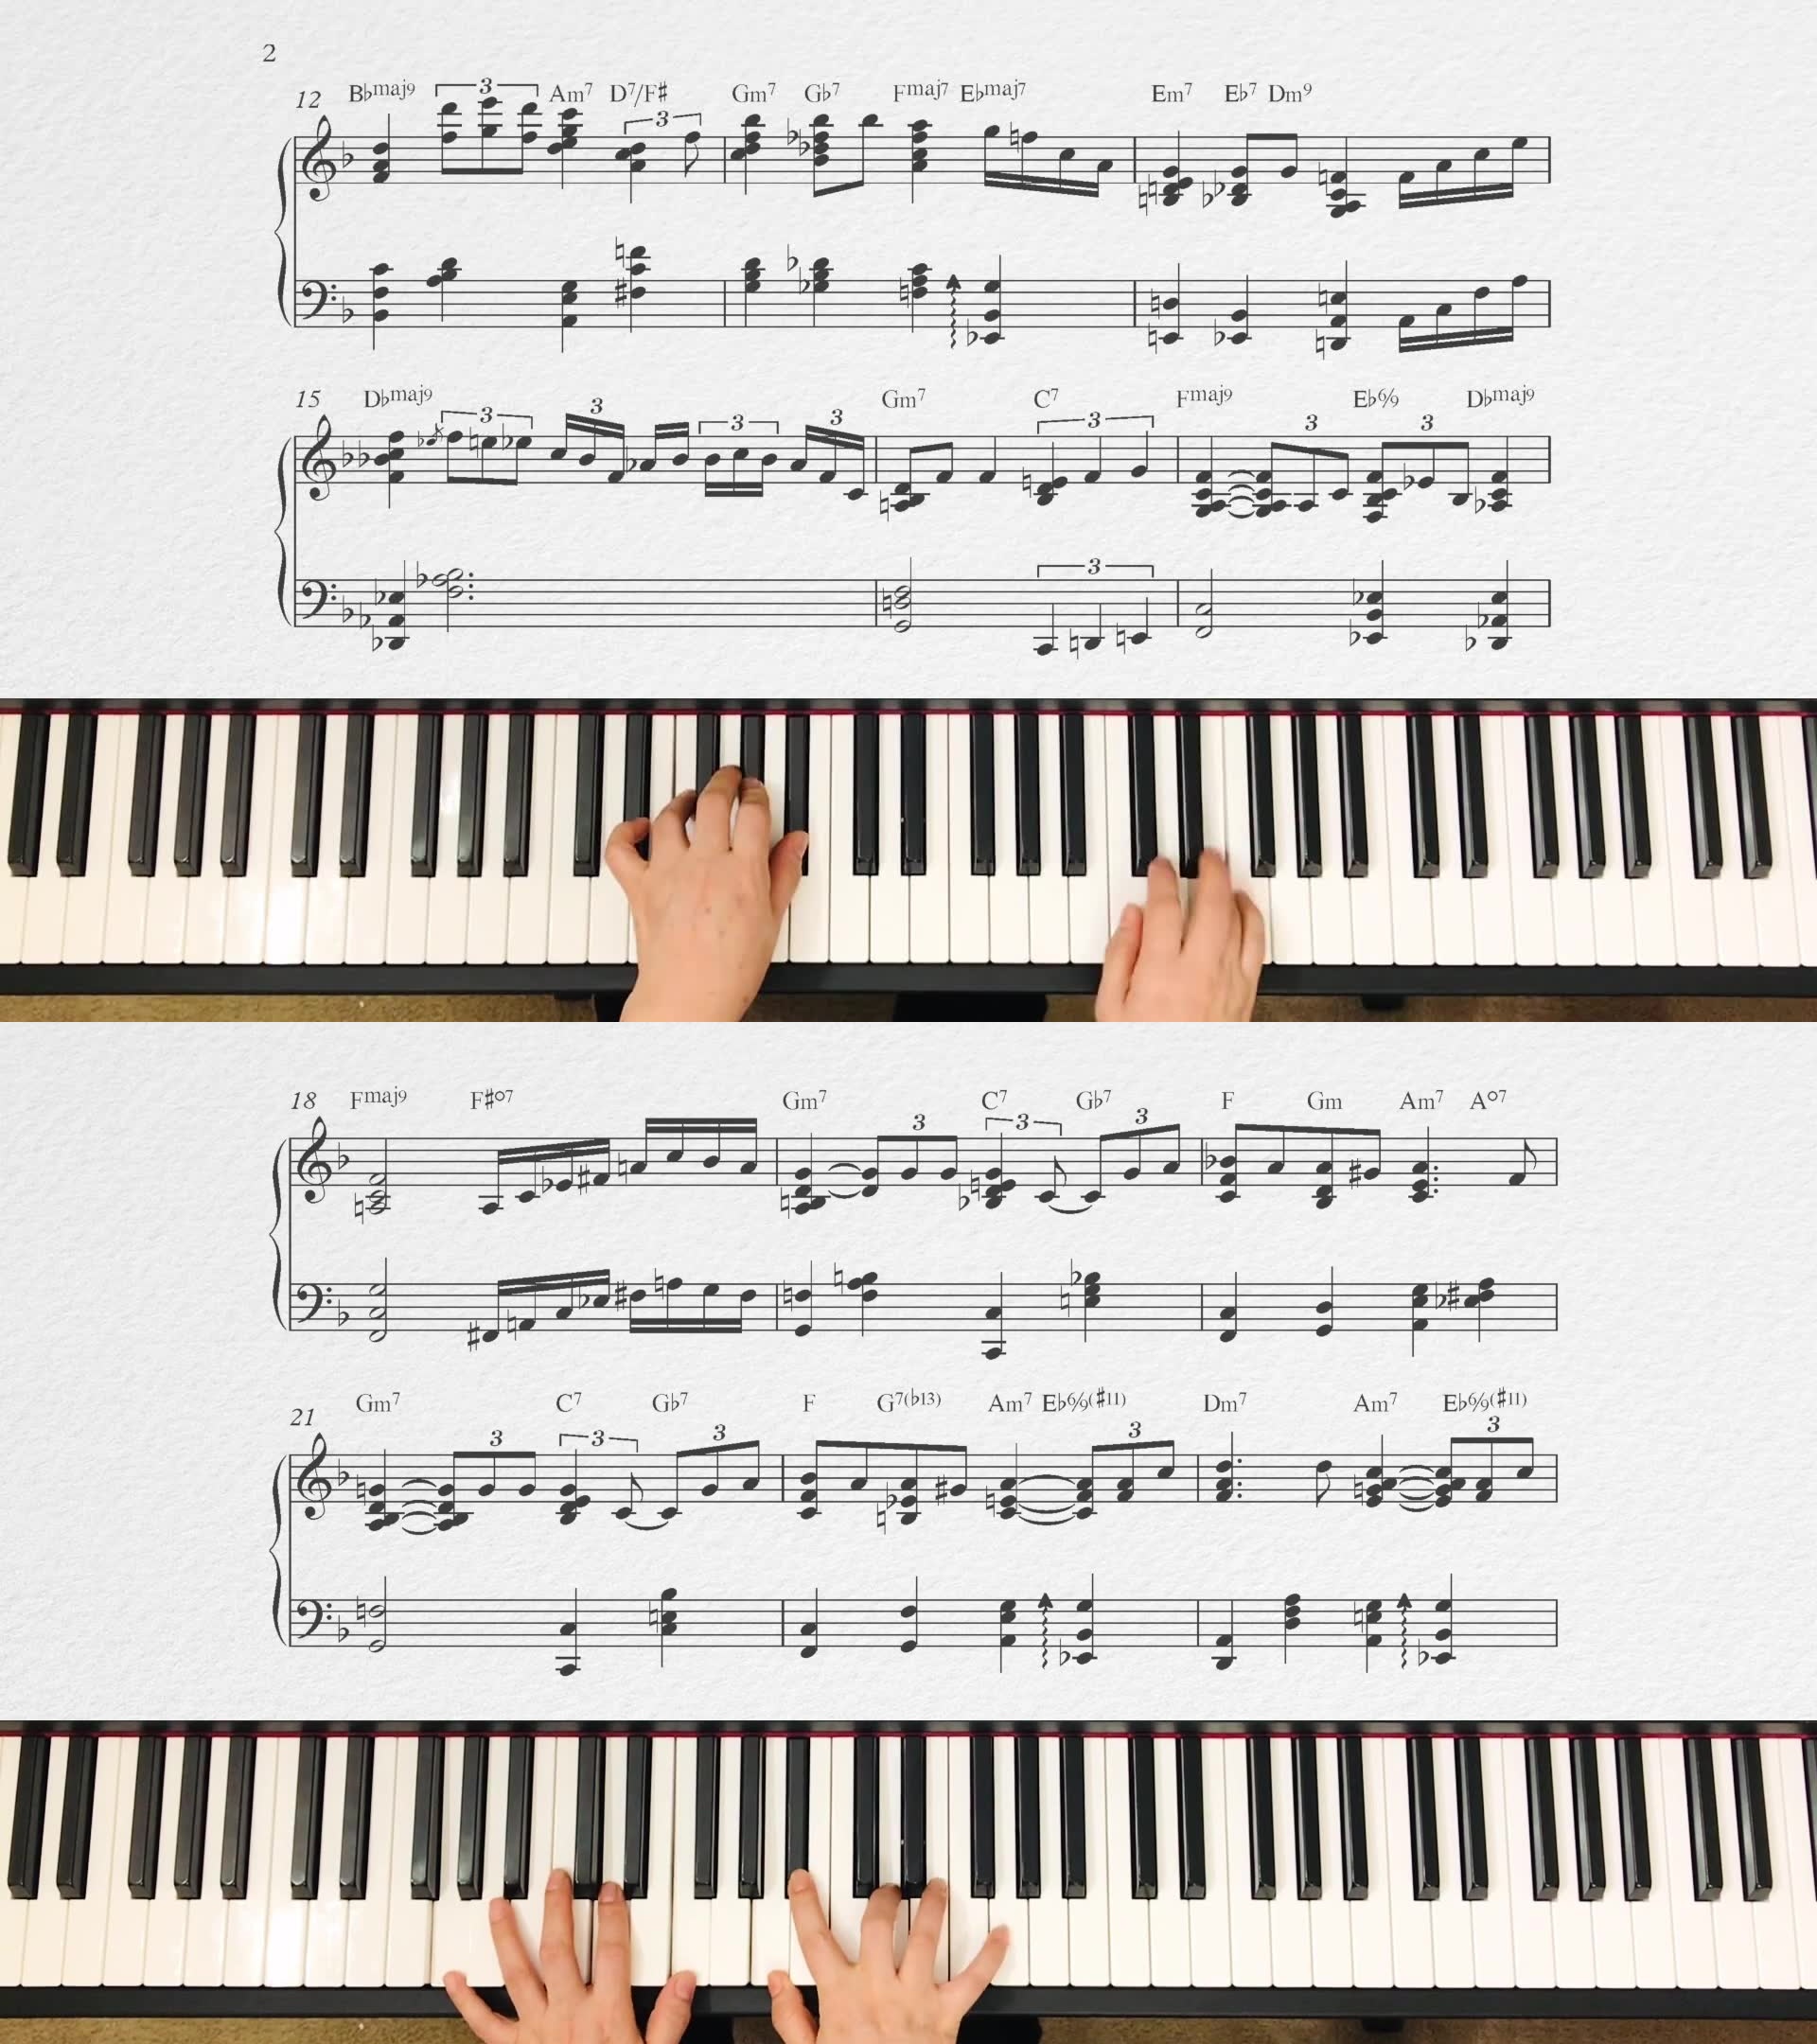 2
12 B♭maj9 3 Am7 D7/F♯ 3 Gm7 G♭7 Fmaj7 E♭maj7 Em7 E♭7 Dm9
15 D♭maj9 3 3 3 3 Gm7 C7 3 Fmaj9 3 E♭6/9 3 D♭maj9
3
18 Fmaj9 F♯o7 Gm7 3 C7 3 G♭7 3 F Gm Am7 Ao7
21 Gm7 3 C7 3 G♭7 3 F G7(♭13) Am7 E♭6/9(♯11) 3 Dm7 Am7 E♭6/9(♯11) 3